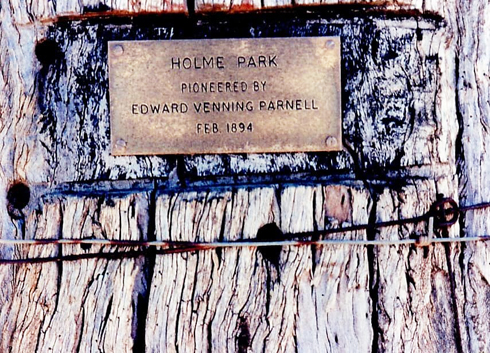 HOLME PARK
PIONEERED BY
EDWARD VENNING PARNELL
FEB. 1894